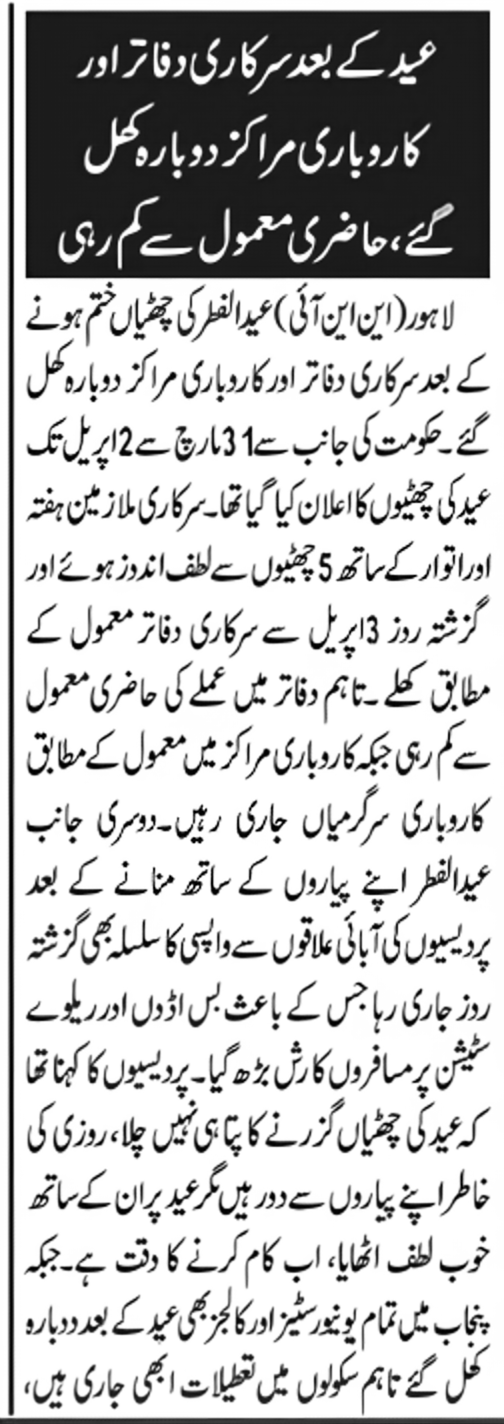 عید کے بعد سرکاری دفاتر اور
کاروباری مراکز دوبارہ کھل
گئے، حاضری معمول سے کم رہی
لاہور (این این آئی) عیدالفطر کی چھٹیاں ختم ہونے
کے بعد سرکاری دفاتر اور کاروباری مراکز دوبارہ کھل
گئے۔ حکومت کی جانب سے 31 مارچ سے 2 اپریل تک
عید کی چھٹیوں کا اعلان کیا گیا تھا۔ سرکاری ملازمین ہفتہ
اور اتوار کے ساتھ 5 چھٹیوں سے لطف اندوز ہوئے اور
گزشتہ روز 3 اپریل سے سرکاری دفاتر معمول کے
مطابق کھلے۔ تاہم دفاتر میں عملے کی حاضری معمول
سے کم رہی جبکہ کاروباری مراکز میں معمول کے مطابق
کاروباری سرگرمیاں جاری رہیں۔ دوسری جانب
عیدالفطر اپنے پیاروں کے ساتھ منانے کے بعد
پردیسیوں کی آبائی علاقوں سے واپسی کا سلسلہ بھی گزشتہ
روز جاری رہا جس کے باعث بس اڈوں اور ریلوے
سٹیشن پر مسافروں کا رش بڑھ گیا۔ پردیسیوں کا کہنا تھا
کہ عید کی چھٹیاں گزرنے کا پتا ہی نہیں چلا، روزی کی
خاطر اپنے پیاروں سے دور ہیں مگر عید پر ان کے ساتھ
خوب لطف اٹھایا، اب کام کرنے کا وقت ہے۔ جبکہ
پنجاب میں تمام یونیورسٹیز اور کالجز بھی عید کے بعد دوبارہ
کھل گئے تاہم سکولوں میں تعطیلات ابھی جاری ہیں،